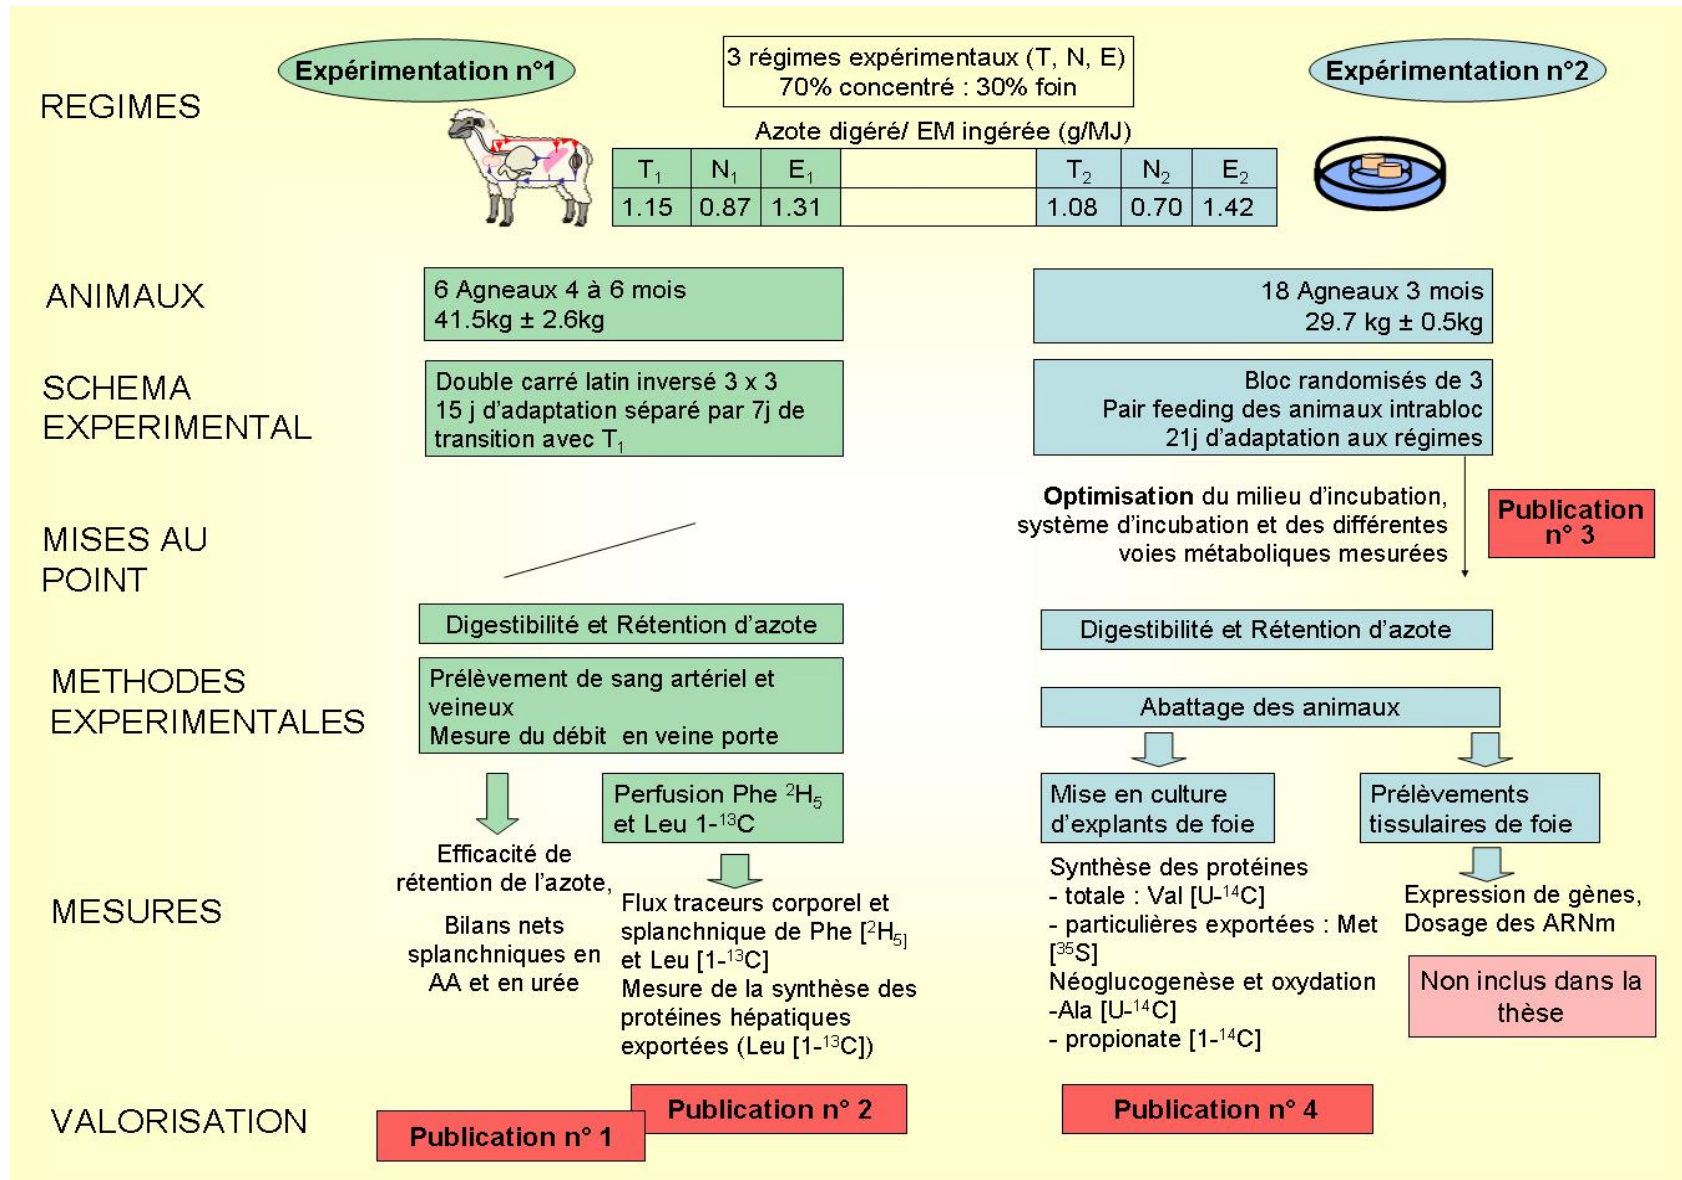 Expérimentation n°1
3 régimes expérimentaux (T, N, E)
70% concentré : 30% foin
Expérimentation n°2
REGIMES
Azote digéré/ EM ingérée (g/MJ)
T₁ N₁ E₁ T₂ N₂ E₂
1.15 0.87 1.31 1.08 0.70 1.42
ANIMAUX
6 Agneaux 4 à 6 mois
41.5kg ± 2.6kg
18 Agneaux 3 mois
29.7 kg ± 0.5kg
SCHEMA
EXPERIMENTAL
Double carré latin inversé 3 x 3
15 j d'adaptation séparé par 7j de
transition avec T₁
Bloc randomisés de 3
Pair feeding des animaux intrabloc
21j d'adaptation aux régimes
MISES AU
POINT
Optimisation du milieu d'incubation,
système d'incubation et des différentes
voies métaboliques mesurées
Publication
n° 3
METHODES
EXPERIMENTALES
Digestibilité et Rétention d'azote
Prélèvement de sang artériel et
veineux
Mesure du débit en veine porte
Perfusion Phe ²H₅
et Leu 1-¹³C
Digestibilité et Rétention d'azote
Abattage des animaux
Mise en culture
d'explants de foie
Prélèvements
tissulaires de foie
MESURES
Efficacité de
rétention de l'azote,
Bilans nets
splanchniques en
AA et en urée
Flux traceurs corporel et
splanchnique de Phe [²H₅]
et Leu [1-¹³C]
Mesure de la synthèse des
protéines hépatiques
exportées (Leu [1-¹³C])
Synthèse des protéines
- totale : Val [U-¹⁴C]
- particulières exportées : Met
[³⁵S]
Néoglucogenèse et oxydation
-Ala [U-¹⁴C]
- propionate [1-¹⁴C]
Expression de gènes,
Dosage des ARNm
Non inclus dans la
thèse
VALORISATION
Publication n° 1
Publication n° 2
Publication n° 4